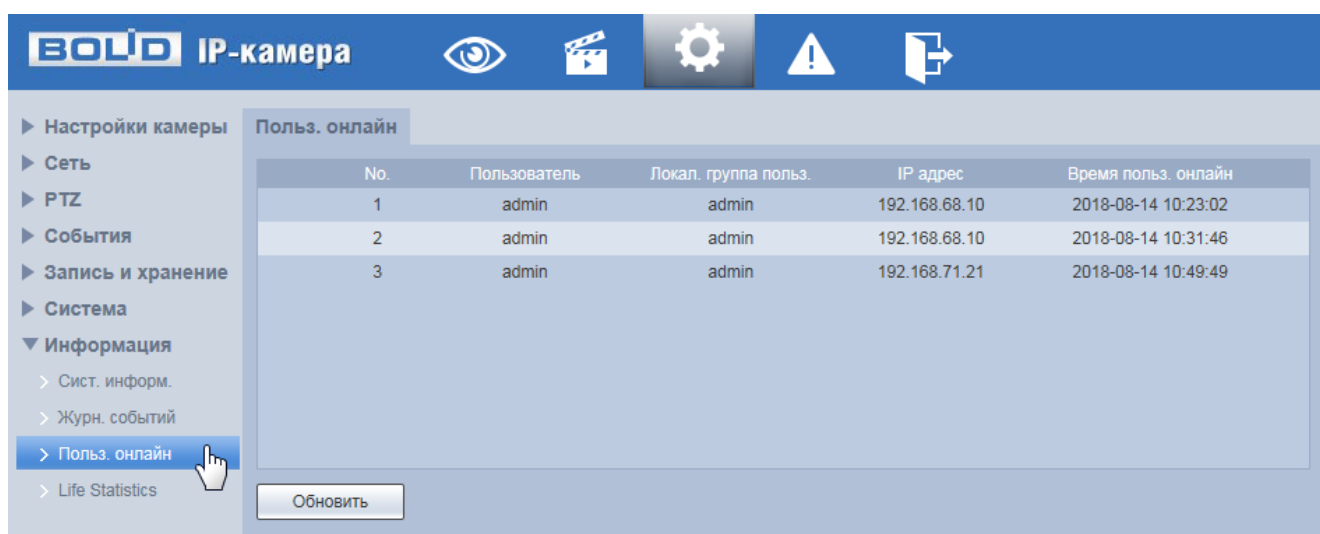 BOLID IP-камера
Настройки камеры
Сеть
PTZ
События
Запись и хранение
Система
Информация
Сист. информ.
Журн. событий
Польз. онлайн
Life Statistics
Польз. онлайн
No. Пользователь Локал. группа польз. IP адрес Время польз. онлайн
1 admin admin 192.168.68.10 2018-08-14 10:23:02
2 admin admin 192.168.68.10 2018-08-14 10:31:46
3 admin admin 192.168.71.21 2018-08-14 10:49:49
Обновить